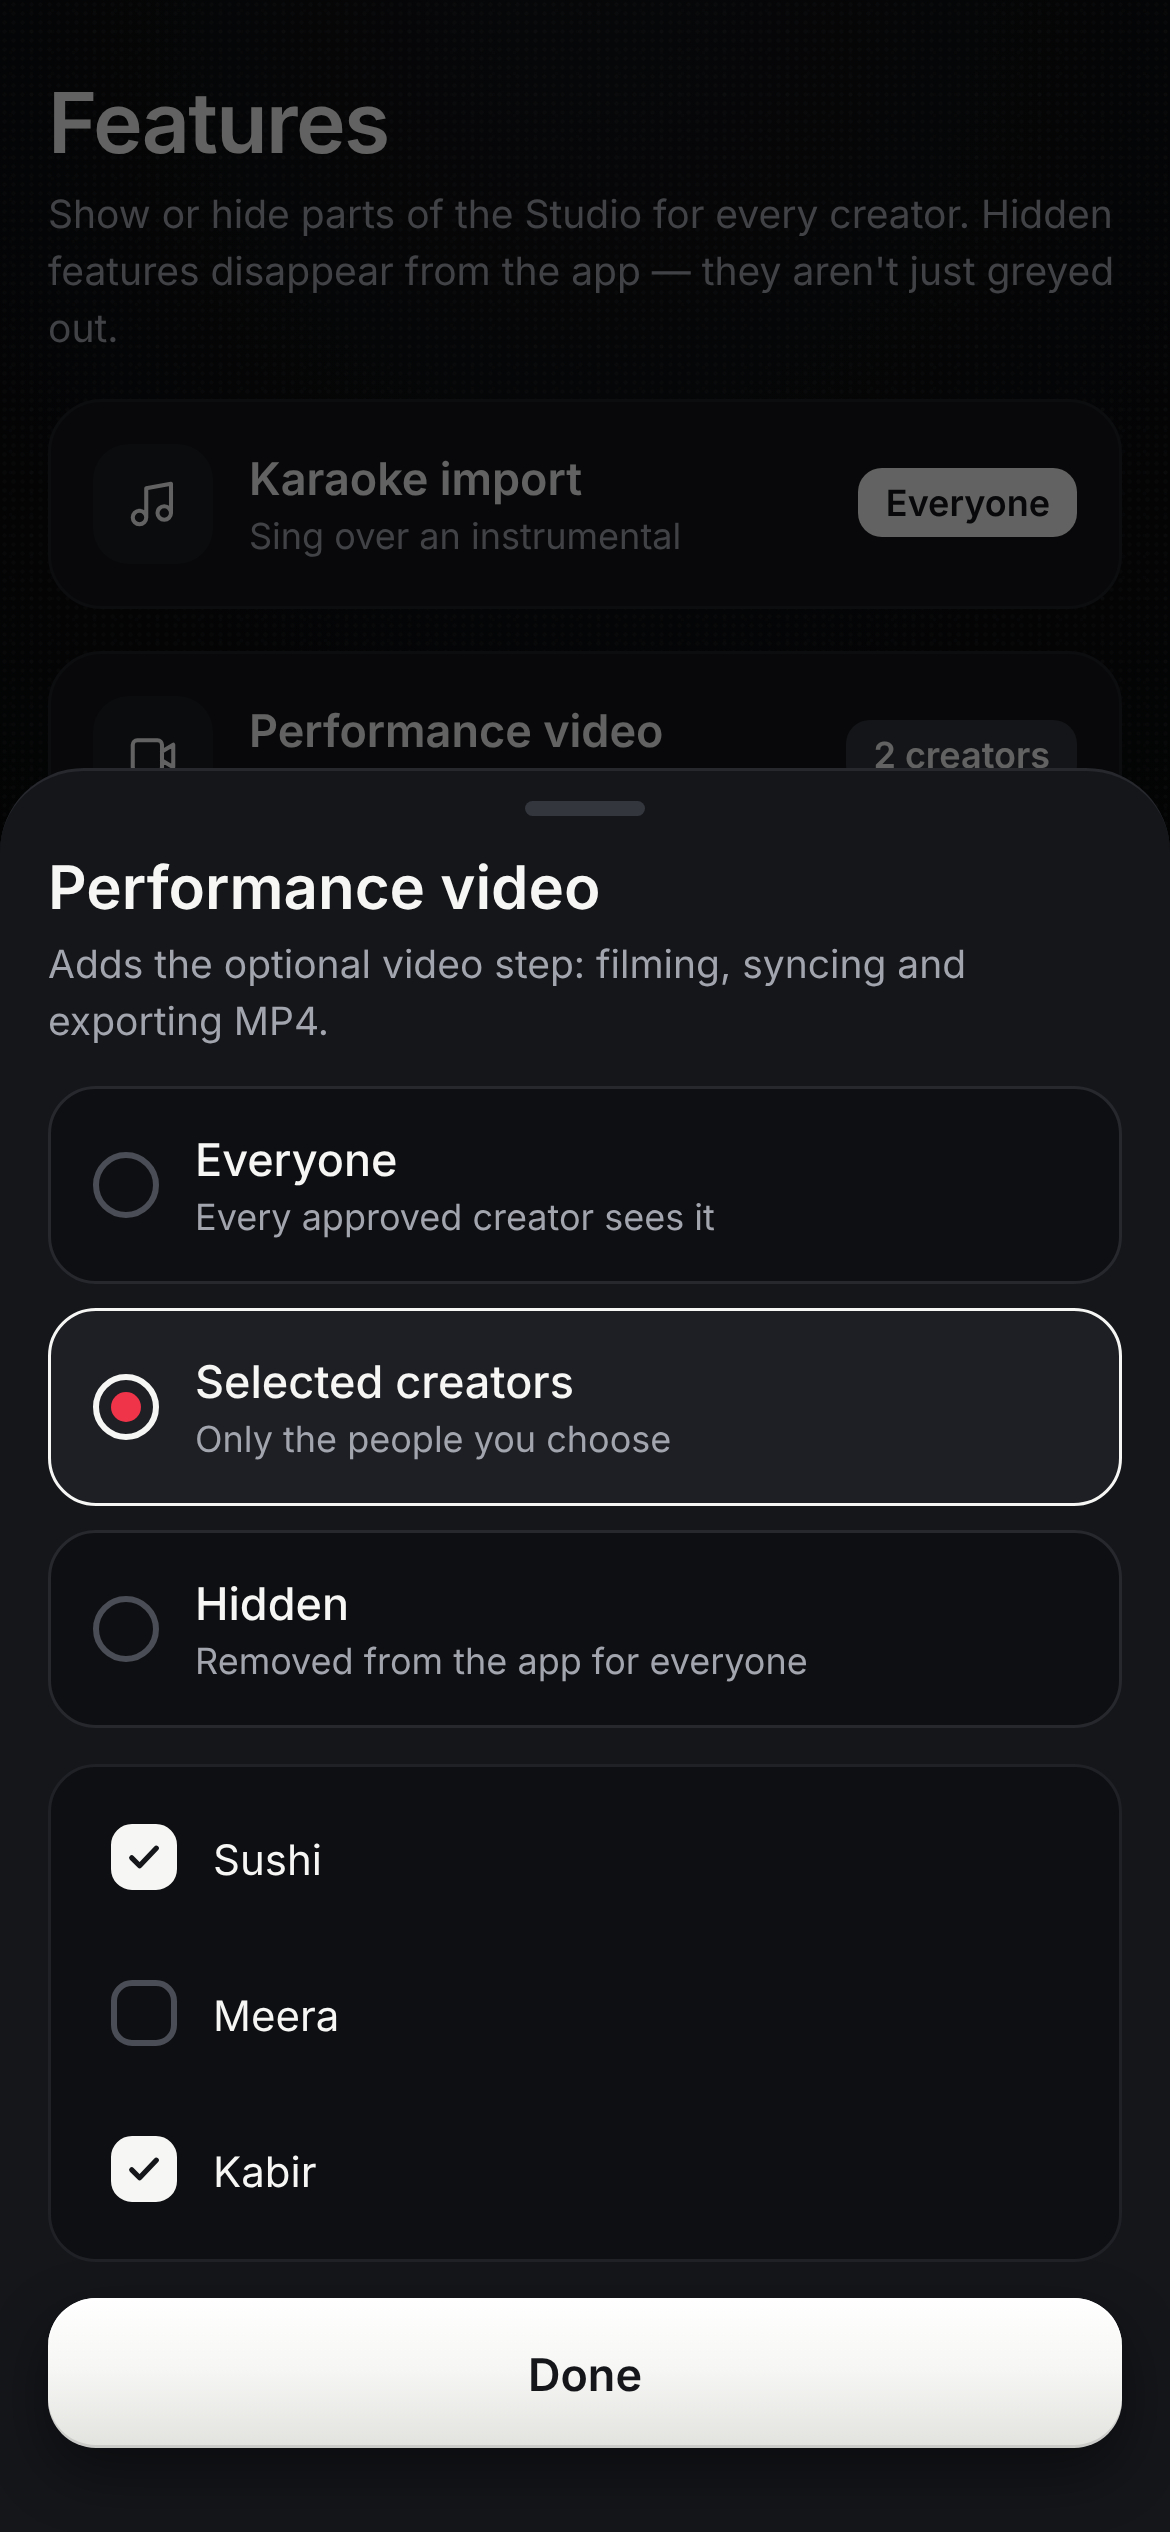 Features
Show or hide parts of the Studio for every creator. Hidden
features disappear from the app — they aren't just greyed
out.
Karaoke import
Sing over an instrumental
Everyone
Performance video
2 creators
Performance video
Adds the optional video step: filming, syncing and
exporting MP4.
Everyone
Every approved creator sees it
Selected creators
Only the people you choose
Hidden
Removed from the app for everyone
Sushi
Meera
Kabir
Done